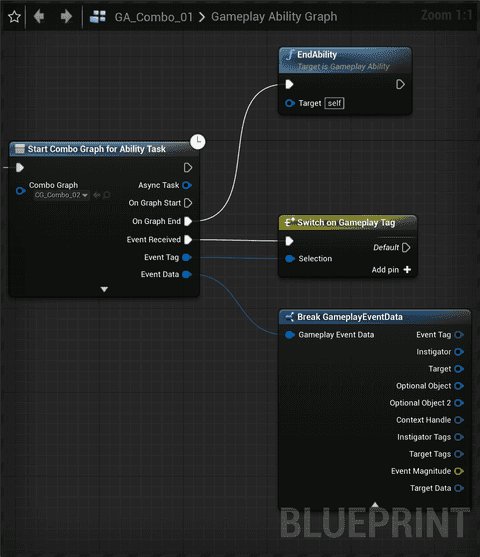 GA_Combo_01 > Gameplay Ability Graph
Zoom 1:1
EndAbility
Target is Gameplay Ability
Target self
Start Combo Graph for Ability Task
Combo Graph
CG_Combo_02
Async Task
On Graph Start
On Graph End
Event Received
Event Tag
Event Data
Switch on Gameplay Tag
Default
Selection
Add pin +
Break GameplayEventData
Gameplay Event Data
Event Tag
Instigator
Target
Optional Object
Optional Object 2
Context Handle
Instigator Tags
Target Tags
Event Magnitude
Target Data
BLUEPRINT